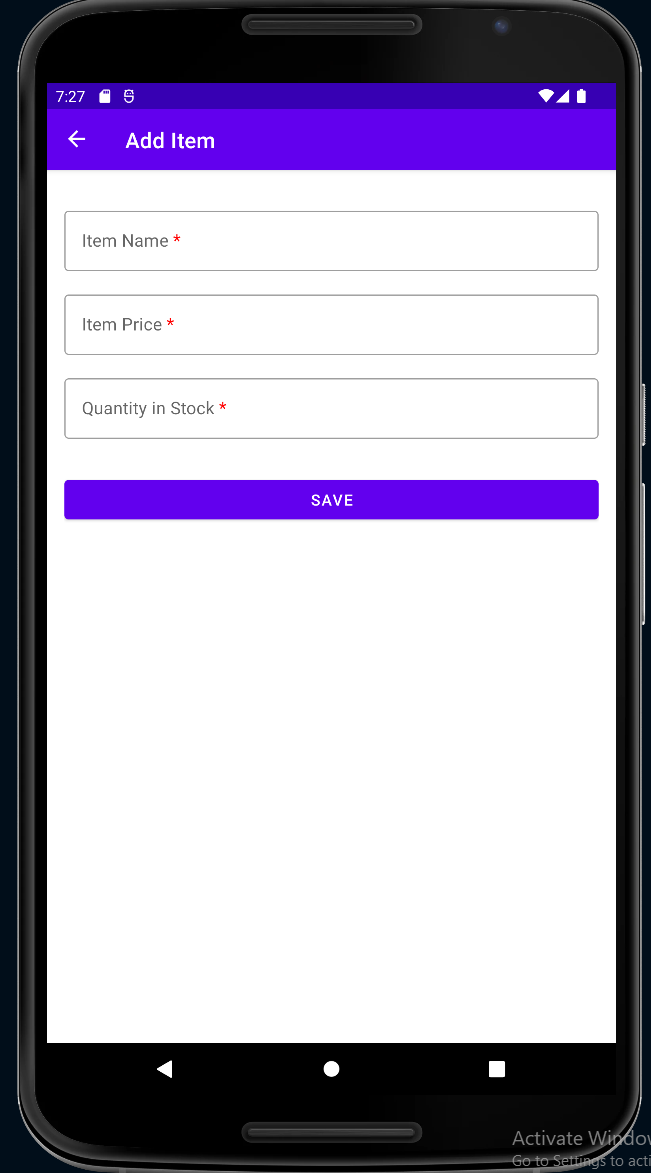 7:27
Add Item
Item Name *
Item Price *
Quantity in Stock *
SAVE
Activate Window
Go to Settings to acti